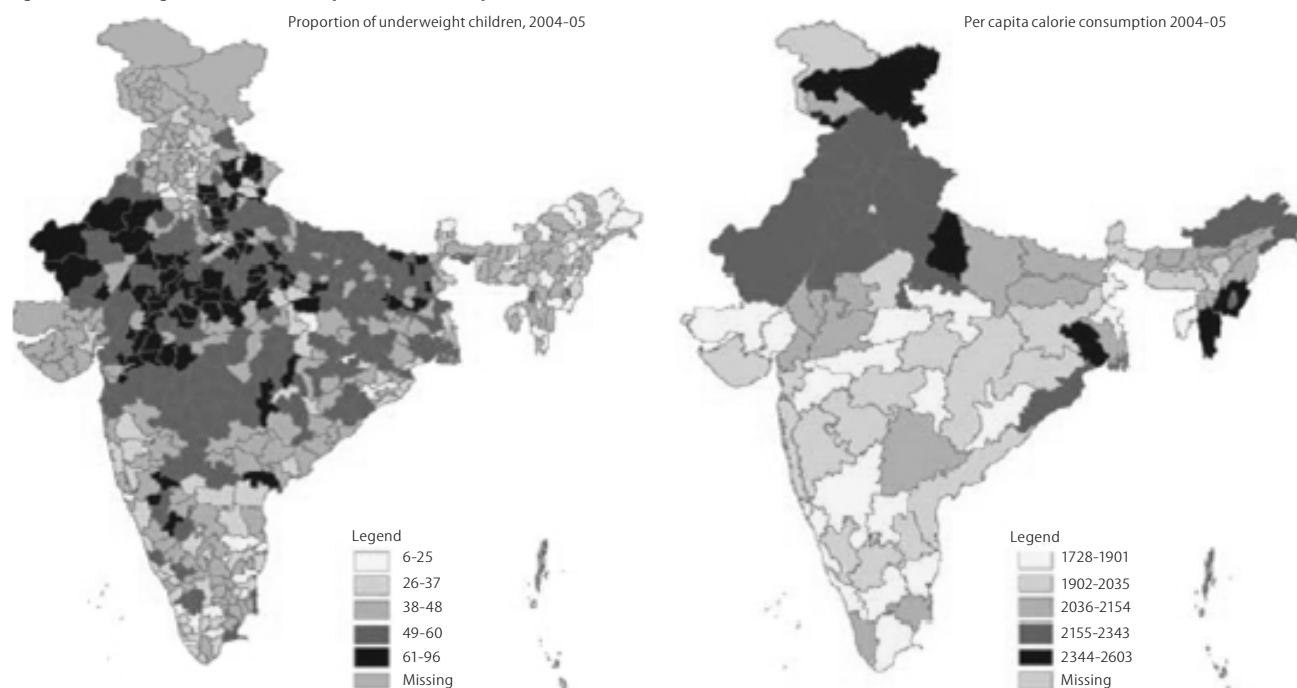 Proportion of underweight children, 2004-05
Legend
6-25
26-37
38-48
49-60
61-96
Missing
Per capita calorie consumption 2004-05
Legend
1728-1901
1902-2035
2036-2154
2155-2343
2344-2603
Missing